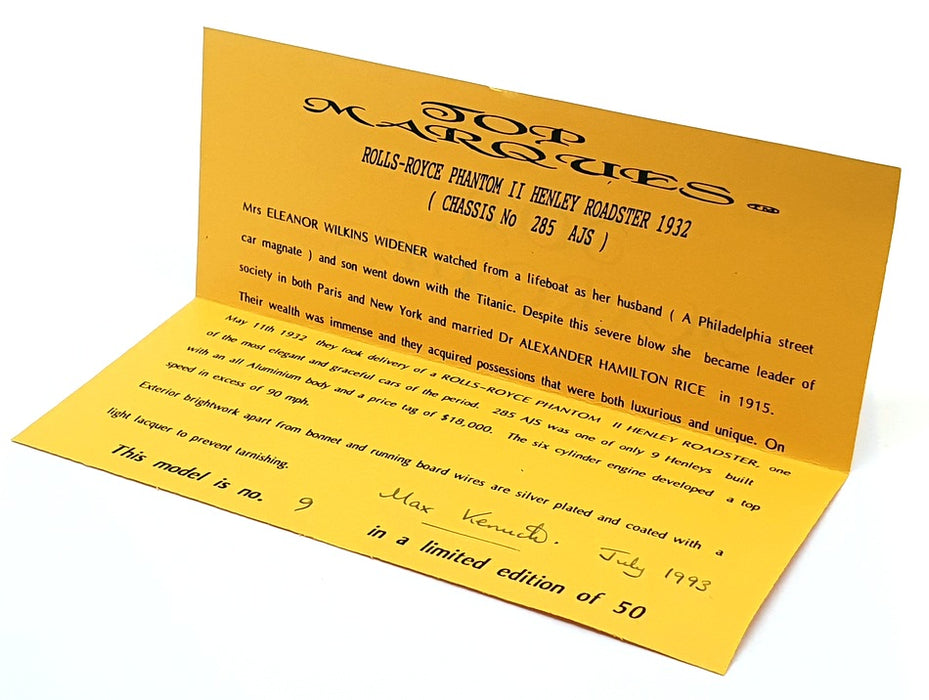 TOP
MARQUES TM
ROLLS-ROYCE PHANTOM II HENLEY ROADSTER 1932
( CHASSIS No 285 AJS )
Mrs ELEANOR WILKINS WIDENER watched from a lifeboat as her husband ( A Philadelphia street
car magnate ) and son went down with the Titanic. Despite this severe blow she became leader of
society in both Paris and New York and married Dr ALEXANDER HAMILTON RICE in 1915.
Their wealth was immense and they acquired possessions that were both luxurious and unique. On
May 11th 1932 they took delivery of a ROLLS-ROYCE PHANTOM II HENLEY ROADSTER, one
of the most elegant and graceful cars of the period. 285 AJS was one of only 9 Henleys built
with an all Aluminium body and a price tag of $18,000. The six cylinder engine developed a top
speed in excess of 90 mph.
Exterior brightwork apart from bonnet and running board wires are silver plated and coated with a
light lacquer to prevent tarnishing.
Max July 1993
This model is no. 9 in a limited edition of 50